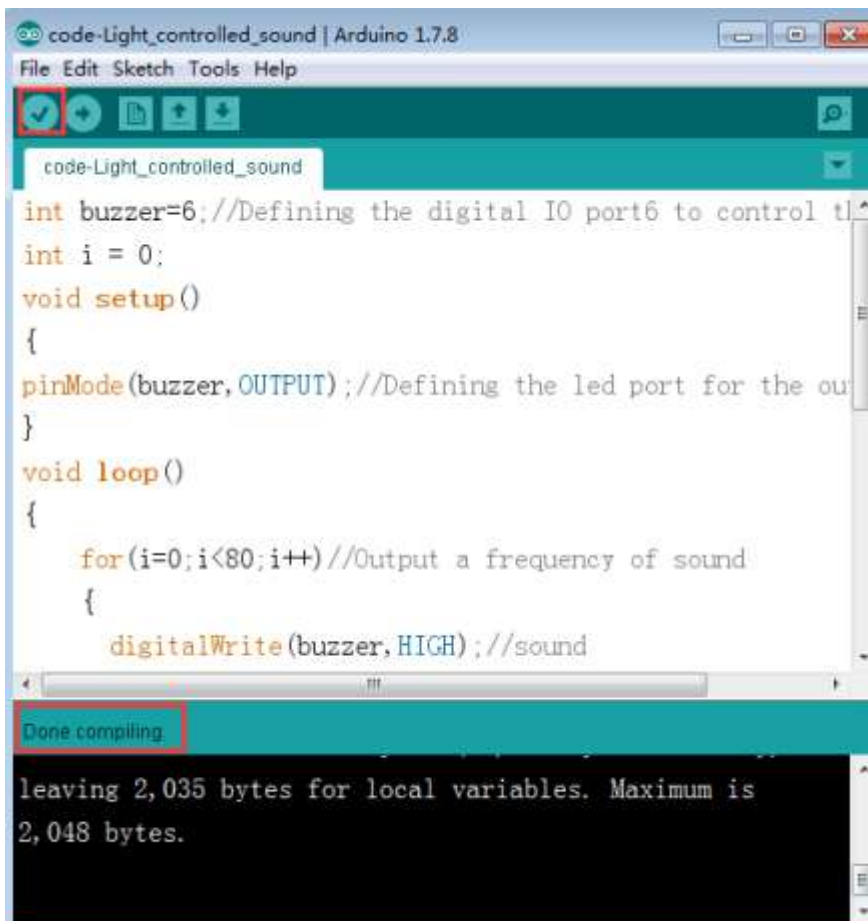 code-Light_controlled_sound | Arduino 1.7.8
File Edit Sketch Tools Help
code-Light_controlled_sound
int buzzer=6;//Defining the digital IO port6 to control
int i = 0;
void setup()
{
pinMode(buzzer,OUTPUT);//Defining the led port for the
}
void loop()
{
for(i=0;i<80;i++)//Output a frequency of sound
{
digitalWrite(buzzer,HIGH);//sound
Done compiling.
leaving 2,035 bytes for local variables. Maximum is
2,048 bytes.